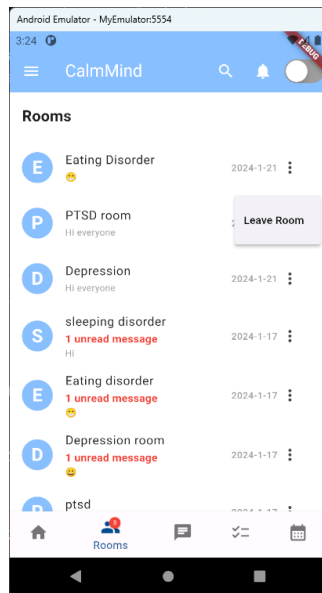 Android Emulator - MyEmulator:5554
3:24
DEBUG
CalmMind
Rooms
E
Eating Disorder
2024-1-21
P
PTSD room
Hi everyone
Leave Room
D
Depression
Hi everyone
2024-1-21
S
sleeping disorder
1 unread message
Hi
2024-1-17
E
Eating disorder
1 unread message
2024-1-17
D
Depression room
1 unread message
2024-1-17
ptsd
Rooms